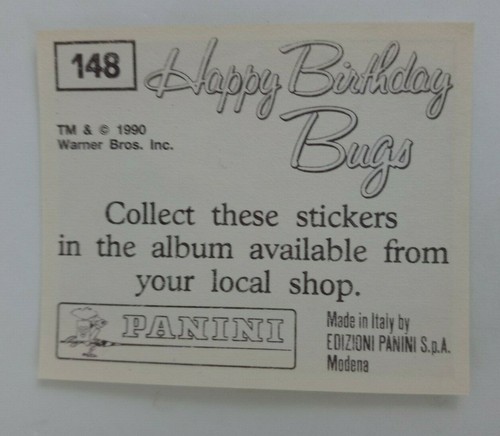 148
Happy Birthday
Bugs
TM & © 1990
Warner Bros. Inc.
Collect these stickers
in the album available from
your local shop.
PANINI
Made in Italy by
EDIZIONI PANINI S.p.A.
Modena